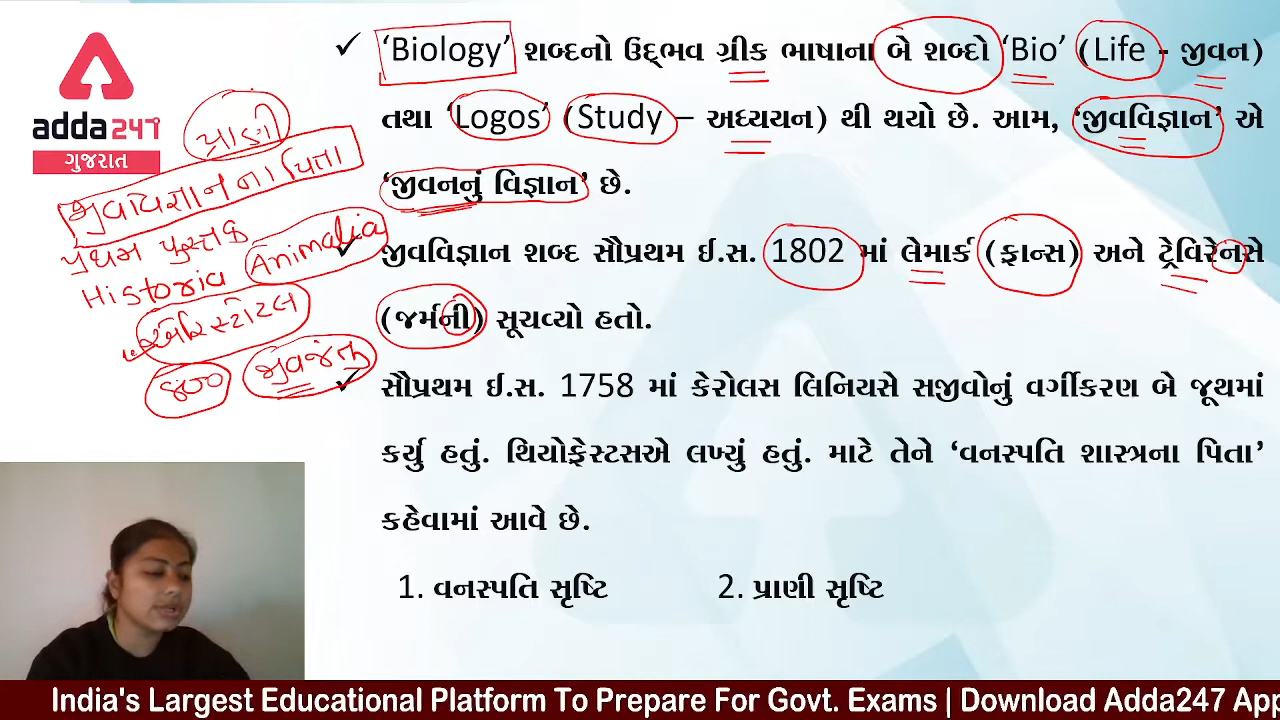 adda247
ગુજરાત
‘Biology’ શબ્દનો ઉદ્‌ભવ ગ્રીક ભાષાના બે શબ્દો ‘Bio’ (Life - જીવન)
તથા ‘Logos’ (Study – અધ્યયન) થી થયો છે. આમ, ‘જીવવિજ્ઞાન’ એ
‘જીવનનું વિજ્ઞાન’ છે.
જીવવિજ્ઞાન શબ્દ સૌપ્રથમ ઈ.સ. 1802 માં લેમાર્ક (ફ્રાન્સ) અને ટ્રેવિરેનસે
(જર્મની) સૂચવ્યો હતો.
સૌપ્રથમ ઈ.સ. 1758 માં કેરોલસ લિનિયસે સજીવોનું વર્ગીકરણ બે જૂથમાં
કર્યુ હતું. થિયોફ્રેસ્ટસએ લખ્યું હતું. માટે તેને ‘વનસ્પતિ શાસ્ત્રના પિતા’
કહેવામાં આવે છે.
1. વનસ્પતિ સૃષ્ટિ 2. પ્રાણી સૃષ્ટિ
પ્રાણી
જીવવિજ્ઞાનના પિતા
પ્રથમ પુસ્તક
Historia Animalia
એરિસ્ટોટલ
જીવજંતુ
India's Largest Educational Platform To Prepare For Govt. Exams | Download Adda247 App